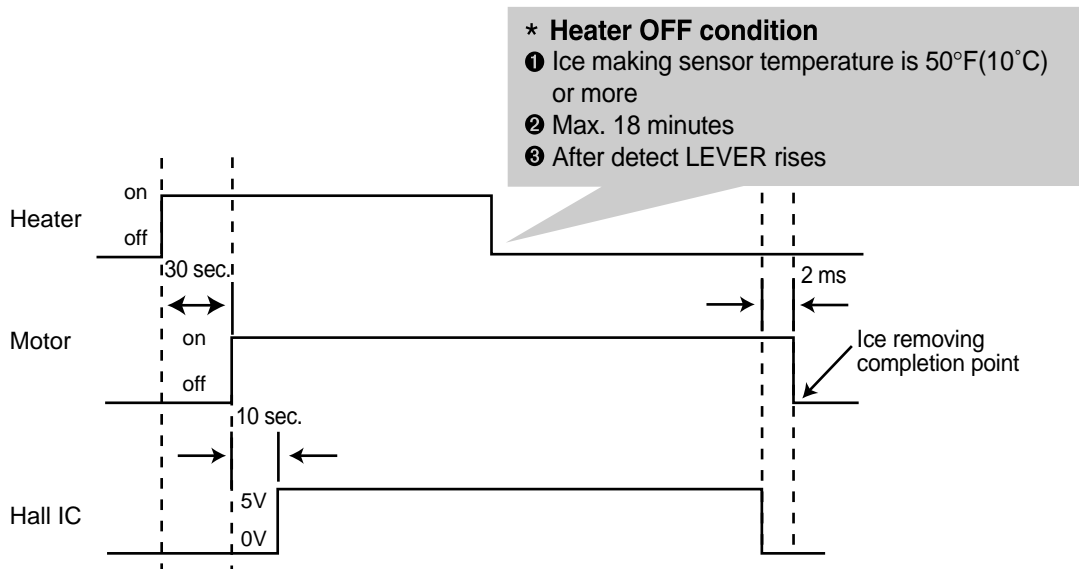 * Heater OFF condition
❶ Ice making sensor temperature is 50°F(10˚C)
or more
❷ Max. 18 minutes
❸ After detect LEVER rises
on
Heater
off
30 sec.
2 ms
Motor
on
off
Ice removing
completion point
10 sec.
5V
Hall IC
0V